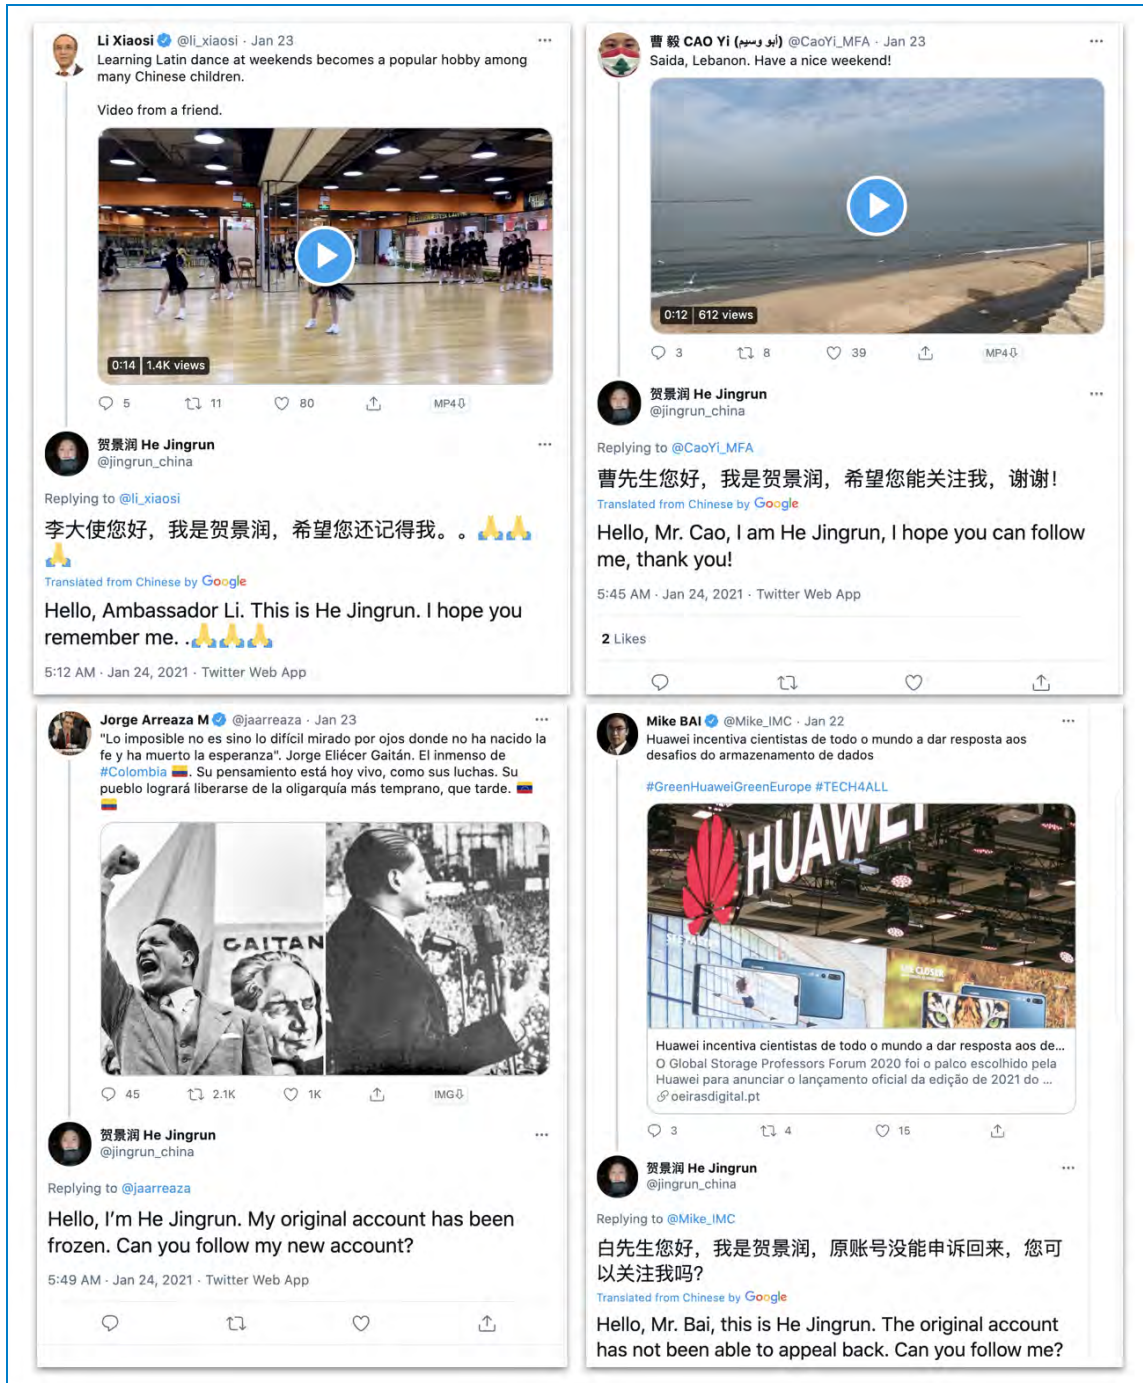 Li Xiaosi @li_xiaosi · Jan 23
Learning Latin dance at weekends becomes a popular hobby among
many Chinese children.
Video from a friend.
0:14 1.4K views
5 11 80 MP4
贺景润 He Jingrun
@jingrun_china
Replying to @li_xiaosi
李大使您好，我是贺景润，希望您还记得我。。🙏🙏
🙏
Translated from Chinese by Google
Hello, Ambassador Li. This is He Jingrun. I hope you
remember me. .🙏🙏🙏
5:12 AM · Jan 24, 2021 · Twitter Web App
曹 毅 CAO Yi (أبو وسيم) @CaoYi_MFA · Jan 23
Saida, Lebanon. Have a nice weekend!
0:12 612 views
3 8 39 MP4
贺景润 He Jingrun
@jingrun_china
Replying to @CaoYi_MFA
曹先生您好，我是贺景润，希望您能关注我，谢谢！
Translated from Chinese by Google
Hello, Mr. Cao, I am He Jingrun, I hope you can follow
me, thank you!
5:45 AM · Jan 24, 2021 · Twitter Web App
2 Likes
Jorge Arreaza M @jaarreaza · Jan 23
"Lo imposible no es sino lo difícil mirado por ojos donde no ha nacido la
fe y ha muerto la esperanza". Jorge Eliécer Gaitán. El inmenso de
#Colombia 🇨🇴. Su pensamiento está hoy vivo, como sus luchas. Su
pueblo logrará liberarse de la oligarquía más temprano, que tarde. 🇻🇪
🇨🇴
GAITAN
45 2.1K 1K IMG
贺景润 He Jingrun
@jingrun_china
Replying to @jaarreaza
Hello, I'm He Jingrun. My original account has been
frozen. Can you follow my new account?
5:49 AM · Jan 24, 2021 · Twitter Web App
Mike BAI @Mike_IMC · Jan 22
Huawei incentiva cientistas de todo o mundo a dar resposta aos
desafios do armazenamento de dados
#GreenHuaweiGreenEurope #TECH4ALL
HUAWEI
SEE CLOSER
Huawei incentiva cientistas de todo o mundo a dar resposta aos de...
O Global Storage Professors Forum 2020 foi o palco escolhido pela
Huawei para anunciar o lançamento oficial da edição de 2021 do ...
oeirasdigital.pt
3 4 15
贺景润 He Jingrun
@jingrun_china
Replying to @Mike_IMC
白先生您好，我是贺景润，原账号没能申诉回来，您可
以关注我吗?
Translated from Chinese by Google
Hello, Mr. Bai, this is He Jingrun. The original account
has not been able to appeal back. Can you follow me?